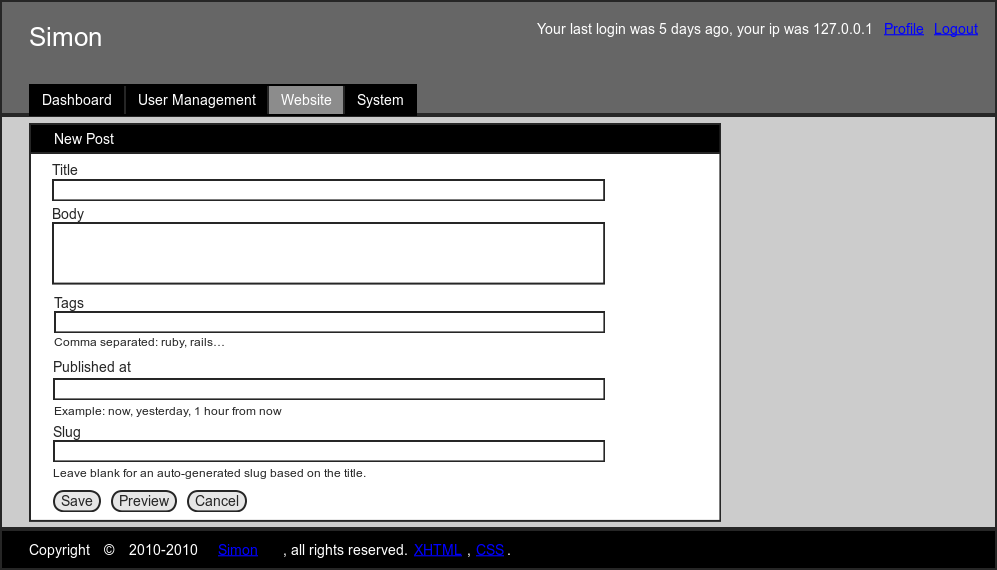 Simon
Your last login was 5 days ago, your ip was 127.0.0.1 Profile Logout
Dashboard User Management Website System
New Post
Title
Body
Tags
Comma separated: ruby, rails…
Published at
Example: now, yesterday, 1 hour from now
Slug
Leave blank for an auto-generated slug based on the title.
Save Preview Cancel
Copyright © 2010-2010 Simon , all rights reserved. XHTML , CSS .